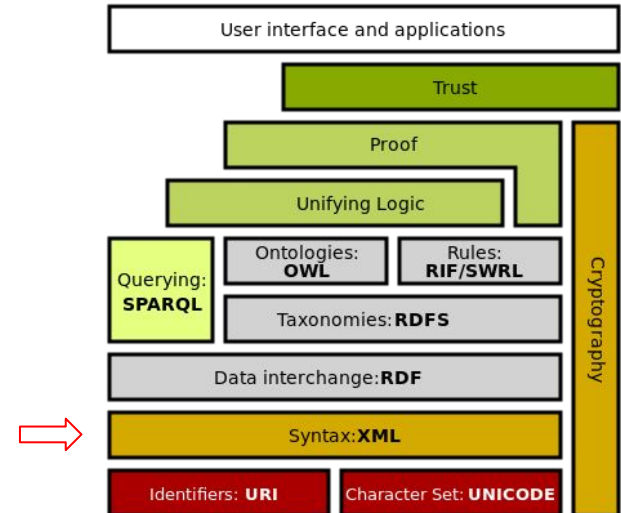 User interface and applications
Trust
Proof
Unifying Logic
Querying:
SPARQL
Ontologies:
OWL
Rules:
RIF/SWRL
Taxonomies:RDFS
Cryptography
Data interchange:RDF
Syntax:XML
Identifiers: URI
Character Set: UNICODE